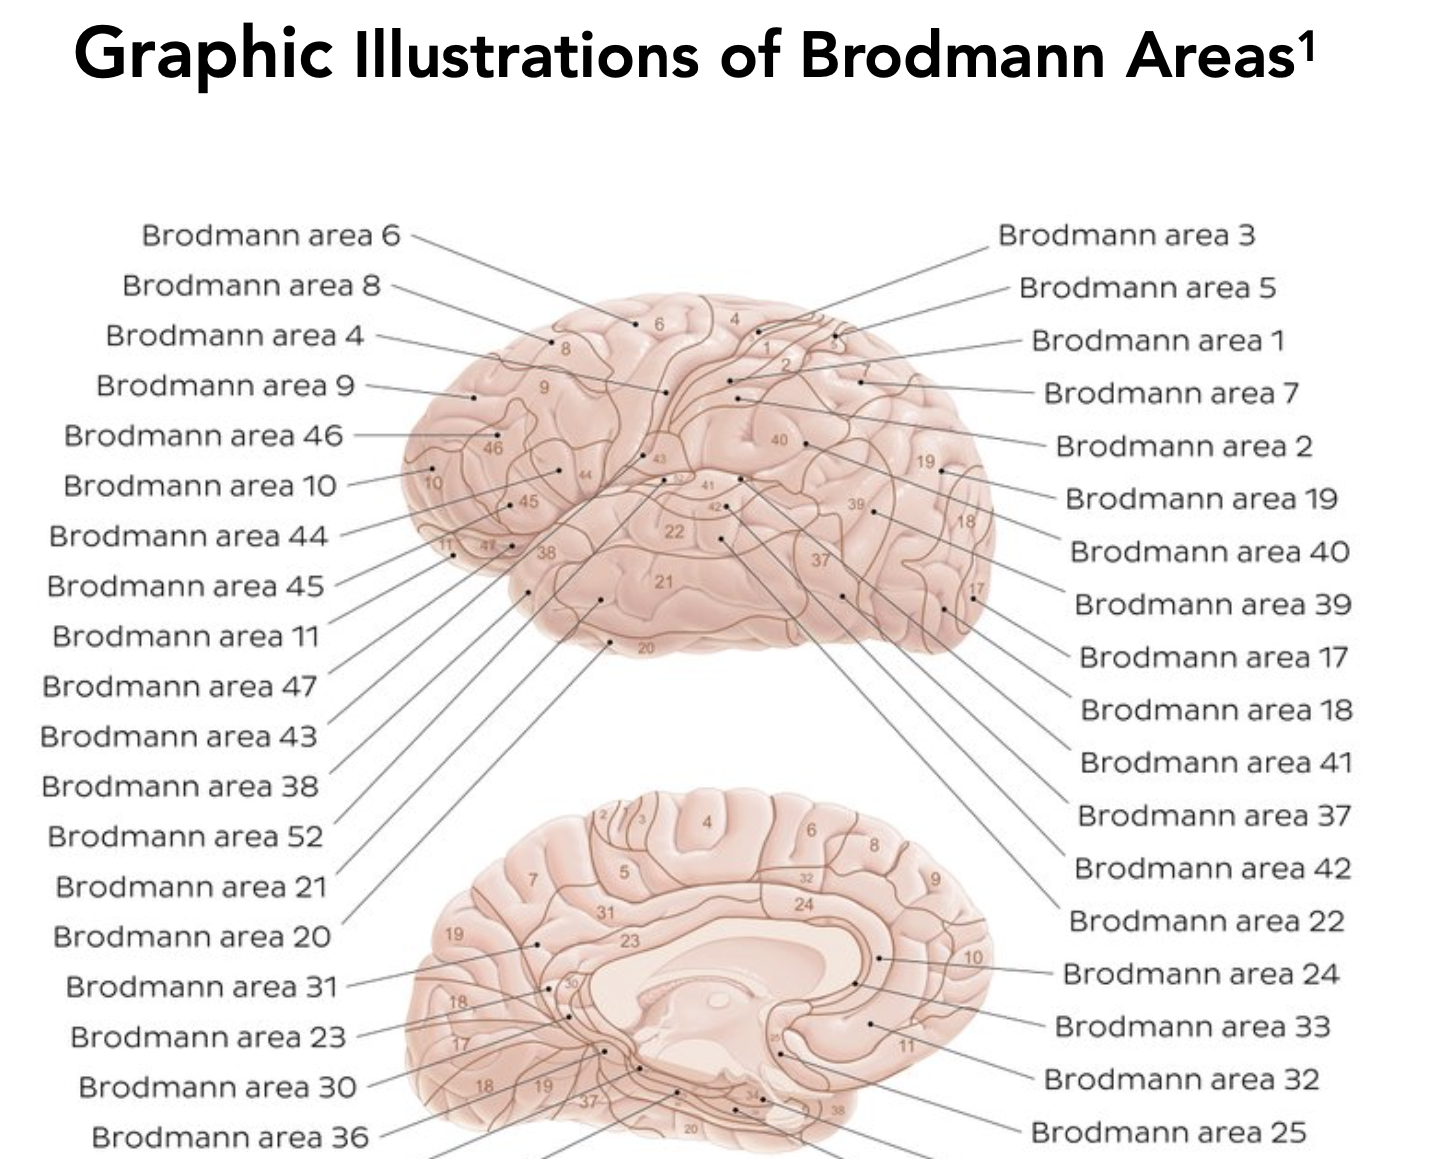 Graphic Illustrations of Brodmann Areas¹
Brodmann area 6
Brodmann area 8
Brodmann area 4
Brodmann area 9
Brodmann area 46
Brodmann area 10
Brodmann area 44
Brodmann area 45
Brodmann area 11
Brodmann area 47
Brodmann area 43
Brodmann area 38
Brodmann area 52
Brodmann area 21
Brodmann area 20
Brodmann area 31
Brodmann area 23
Brodmann area 30
Brodmann area 36
Brodmann area 3
Brodmann area 5
Brodmann area 1
Brodmann area 7
Brodmann area 2
Brodmann area 19
Brodmann area 40
Brodmann area 39
Brodmann area 17
Brodmann area 18
Brodmann area 41
Brodmann area 37
Brodmann area 42
Brodmann area 22
Brodmann area 24
Brodmann area 33
Brodmann area 32
Brodmann area 25
6
4
8
1
2
5
7
9
46
10
44
45
43
40
41
42
19
39
18
11
47
38
22
21
37
17
20
2
1
3
4
6
8
5
7
32
9
31
24
19
23
10
30
18
17
25
11
18
19
37
34
38
20